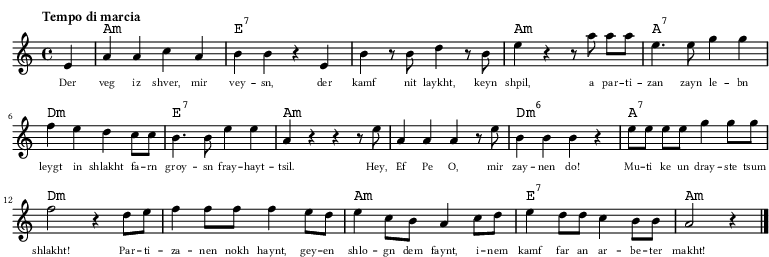 Tempo di marcia
Am E7 Am A7
Der veg iz shver, mir vey–sn, der kamf nit laykht, keyn shpil, a par–ti–zan zayn le–bn
6
Dm E7 Am Dm6 A7
leygt in shlakht fa–rn groy–sn fray–hayt–tsil. Hey, Ef Pe O, mir zay–nen do! Mu–ti ke un dray–ste tsum
12
Dm Am E7 Am
shlakht! Par–ti–za–nen nokh haynt, gey–en shlo–gn dem faynt, i–nem kamf far an ar–be–ter makht!